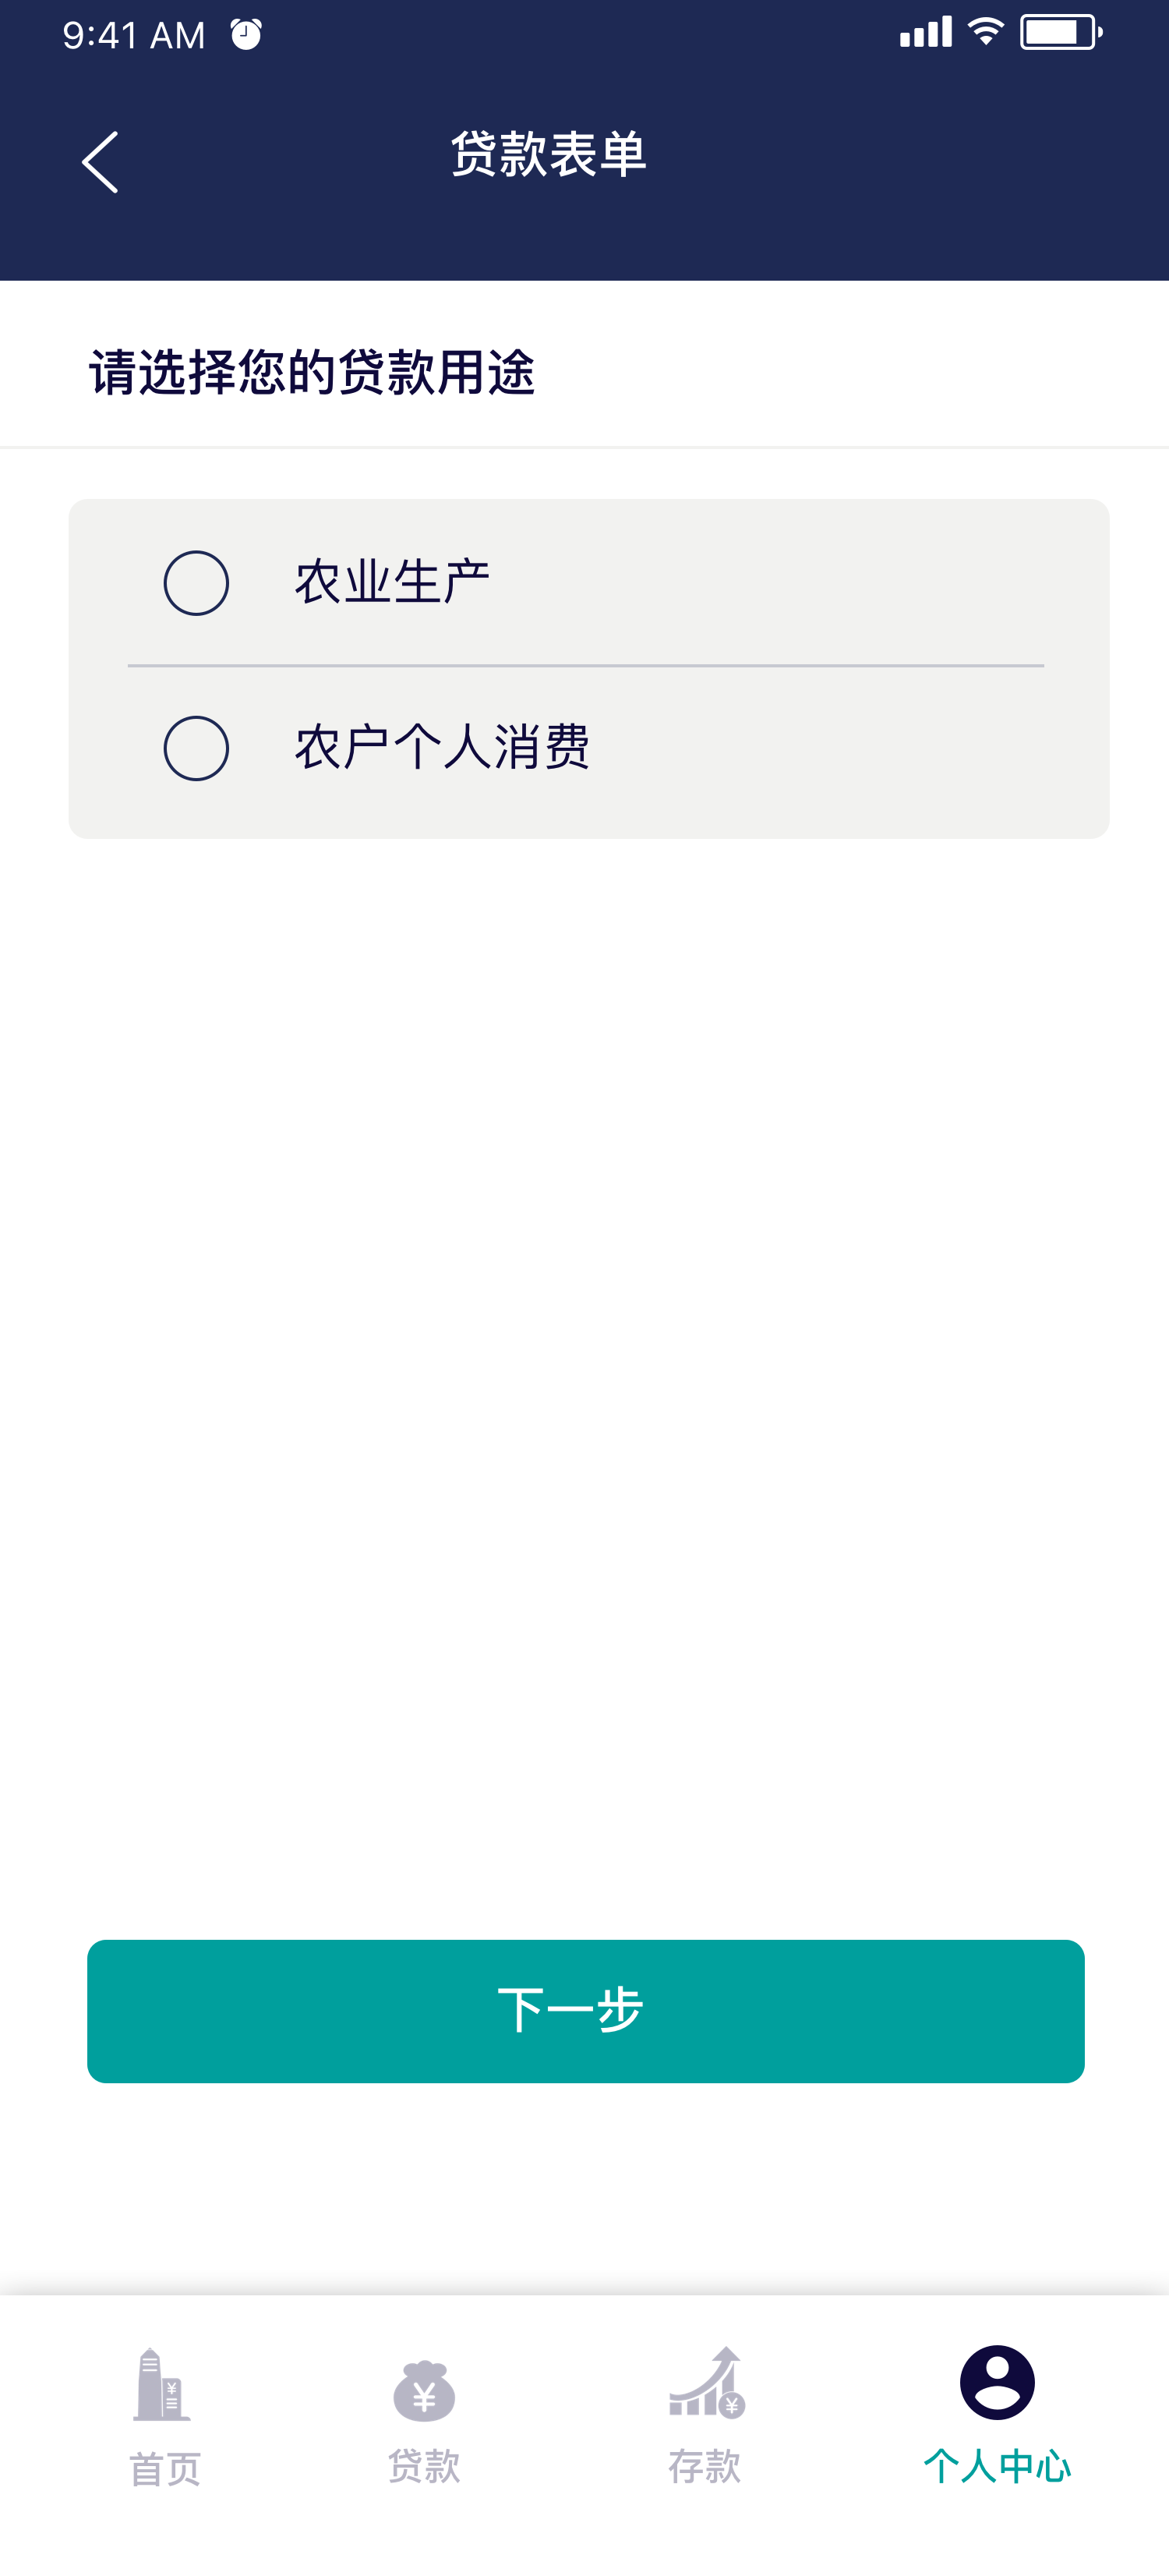 9:41 AM
贷款表单
请选择您的贷款用途
农业生产
农户个人消费
下一步
¥
¥
¥
首页
贷款
存款
个人中心